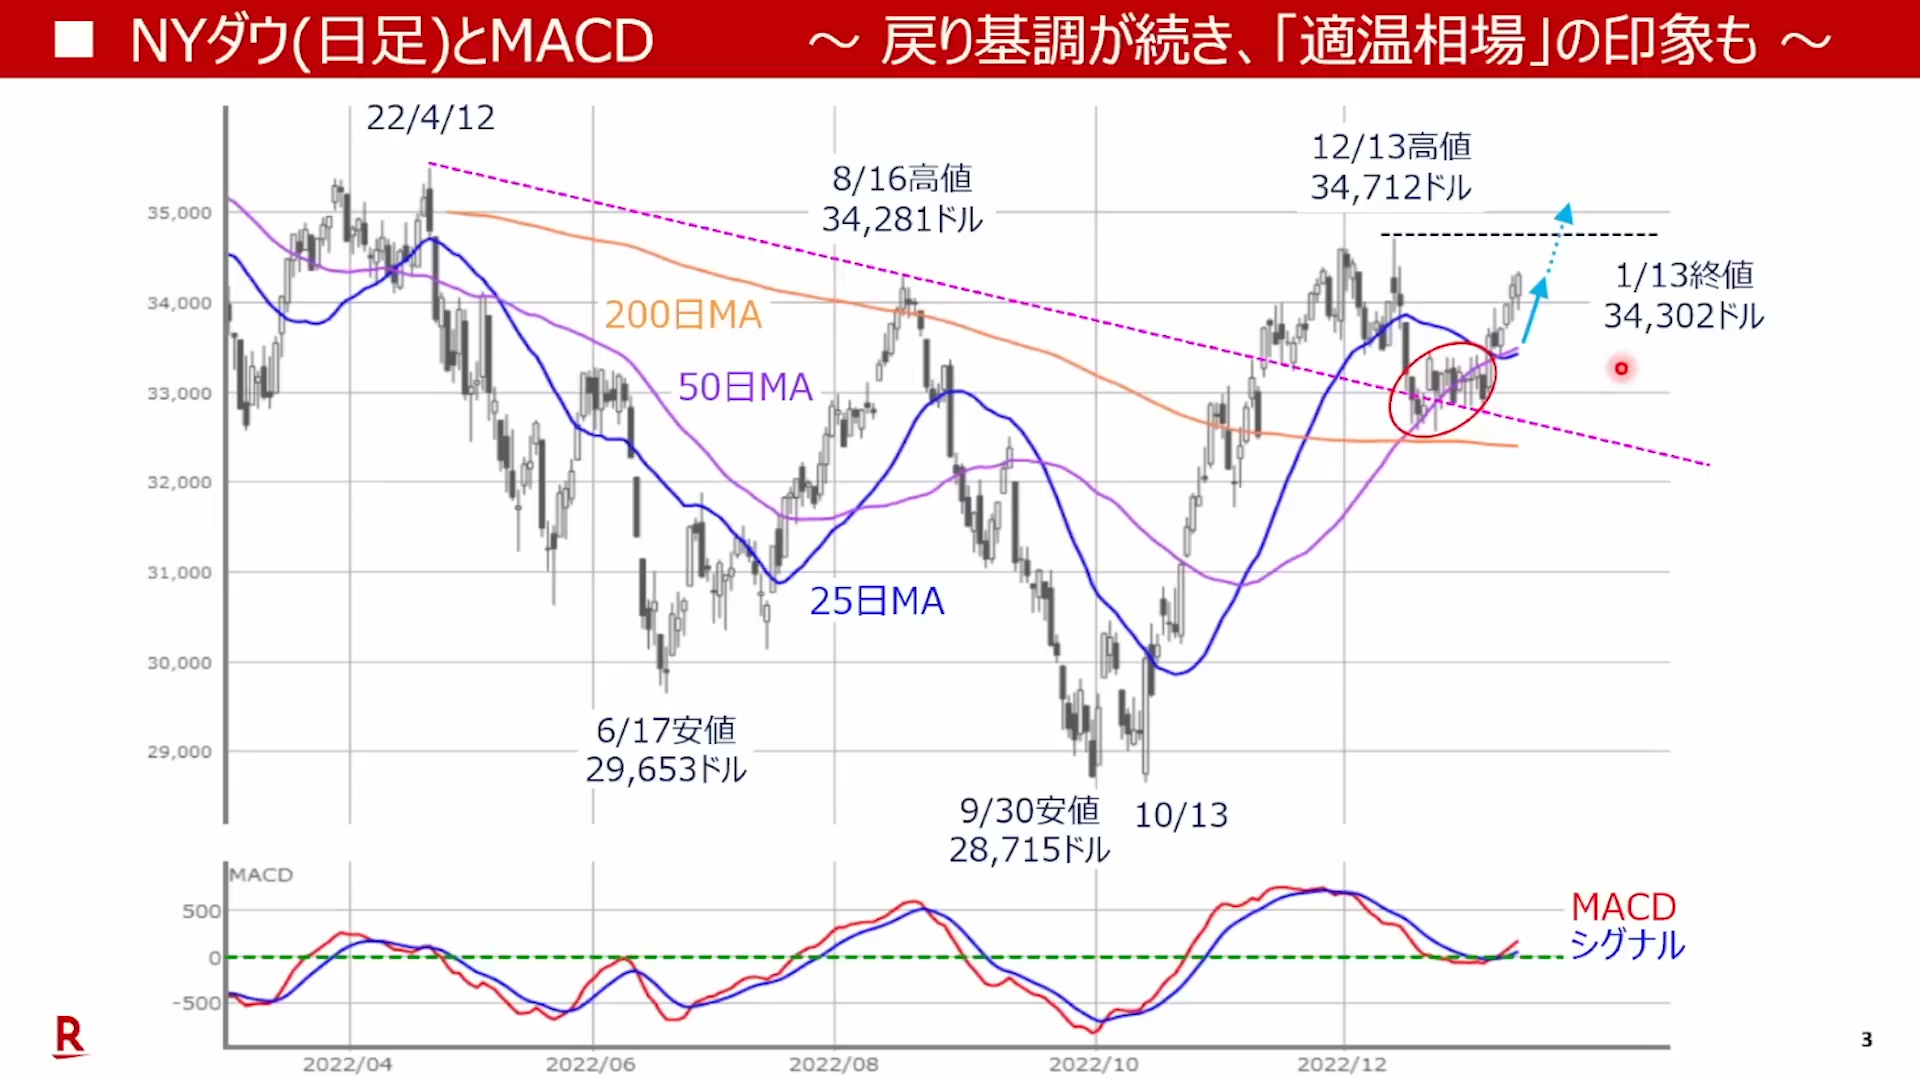 ■ NYダウ(日足)とMACD ～ 戻り基調が続き、「適温相場」の印象も ～
22/4/12
12/13高値
34,712ドル
8/16高値
34,281ドル
1/13終値
34,302ドル
200日MA
50日MA
25日MA
6/17安値
29,653ドル
9/30安値
28,715ドル
10/13
35,000
34,000
33,000
32,000
31,000
30,000
29,000
MACD
500
0
-500
MACD
シグナル
2022/04
2022/06
2022/08
2022/10
2022/12
R
3